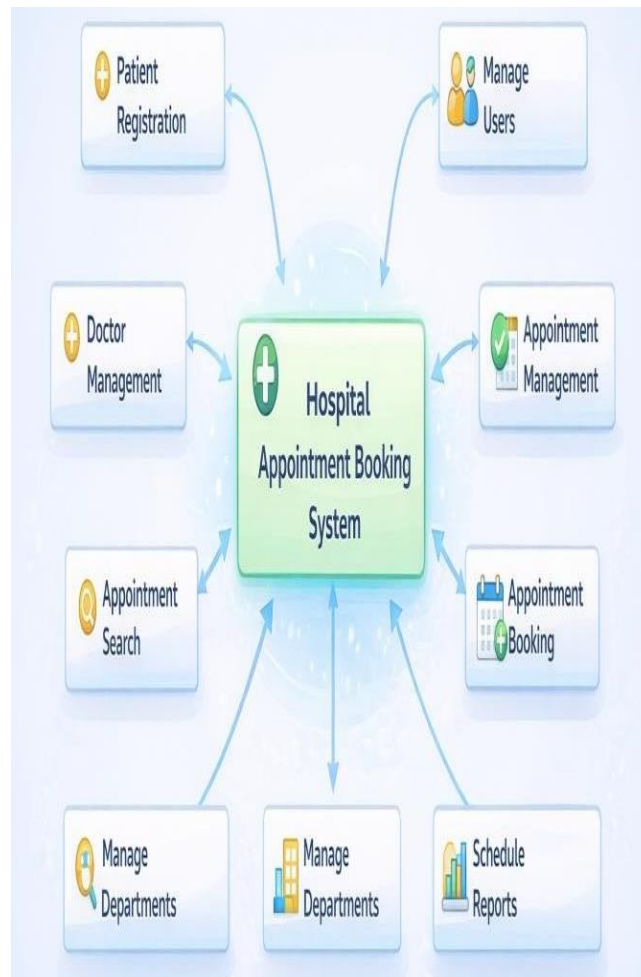 Patient
Registration
Manage
Users
Doctor
Management
Hospital
Appointment Booking
System
Appointment
Management
Appointment
Search
Appointment
Booking
Manage
Departments
Manage
Departments
Schedule
Reports